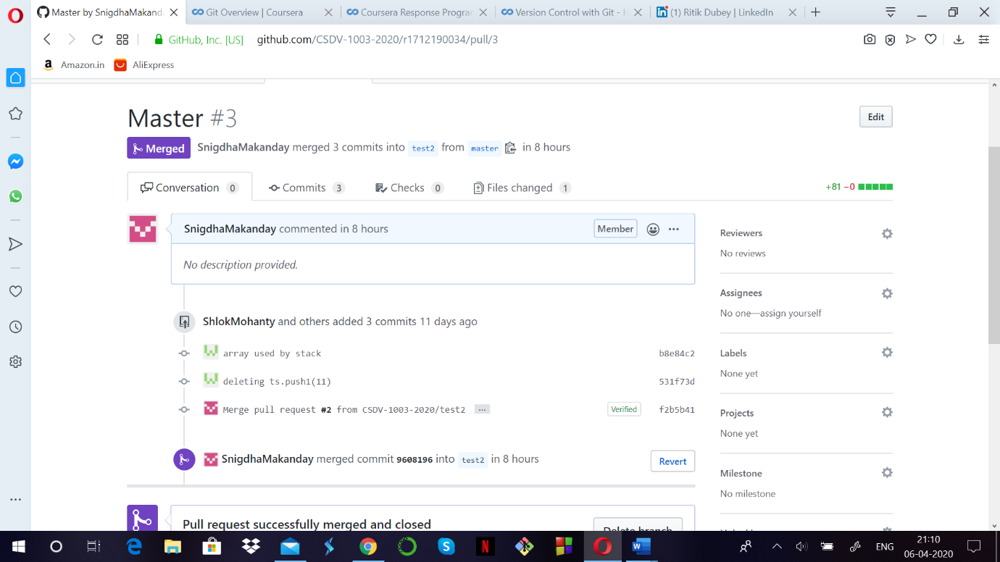 Master by SnigdhaMakand
Git Overview | Coursera
Coursera Response Progra
Version Control with Git -
(1) Ritik Dubey | LinkedIn
GitHub, Inc. [US]
github.com/CSDV-1003-2020/r1712190034/pull/3
Amazon.in
AliExpress
Master #3
Edit
Merged
SnigdhaMakanday merged 3 commits into test2 from master in 8 hours
Conversation 0
Commits 3
Checks 0
Files changed 1
+81 −0
SnigdhaMakanday commented in 8 hours
Member
No description provided.
Reviewers
No reviews
Assignees
No one—assign yourself
ShlokMohanty and others added 3 commits 11 days ago
array used by stack
b8e84c2
deleting ts.push1(11)
531f73d
Merge pull request #2 from CSDV-1003-2020/test2 …
Verified
f2b5b41
Labels
None yet
Projects
None yet
SnigdhaMakanday merged commit 9608196 into test2 in 8 hours
Revert
Milestone
No milestone
Pull request successfully merged and closed
Delete branch
ENG
21:10
06-04-2020